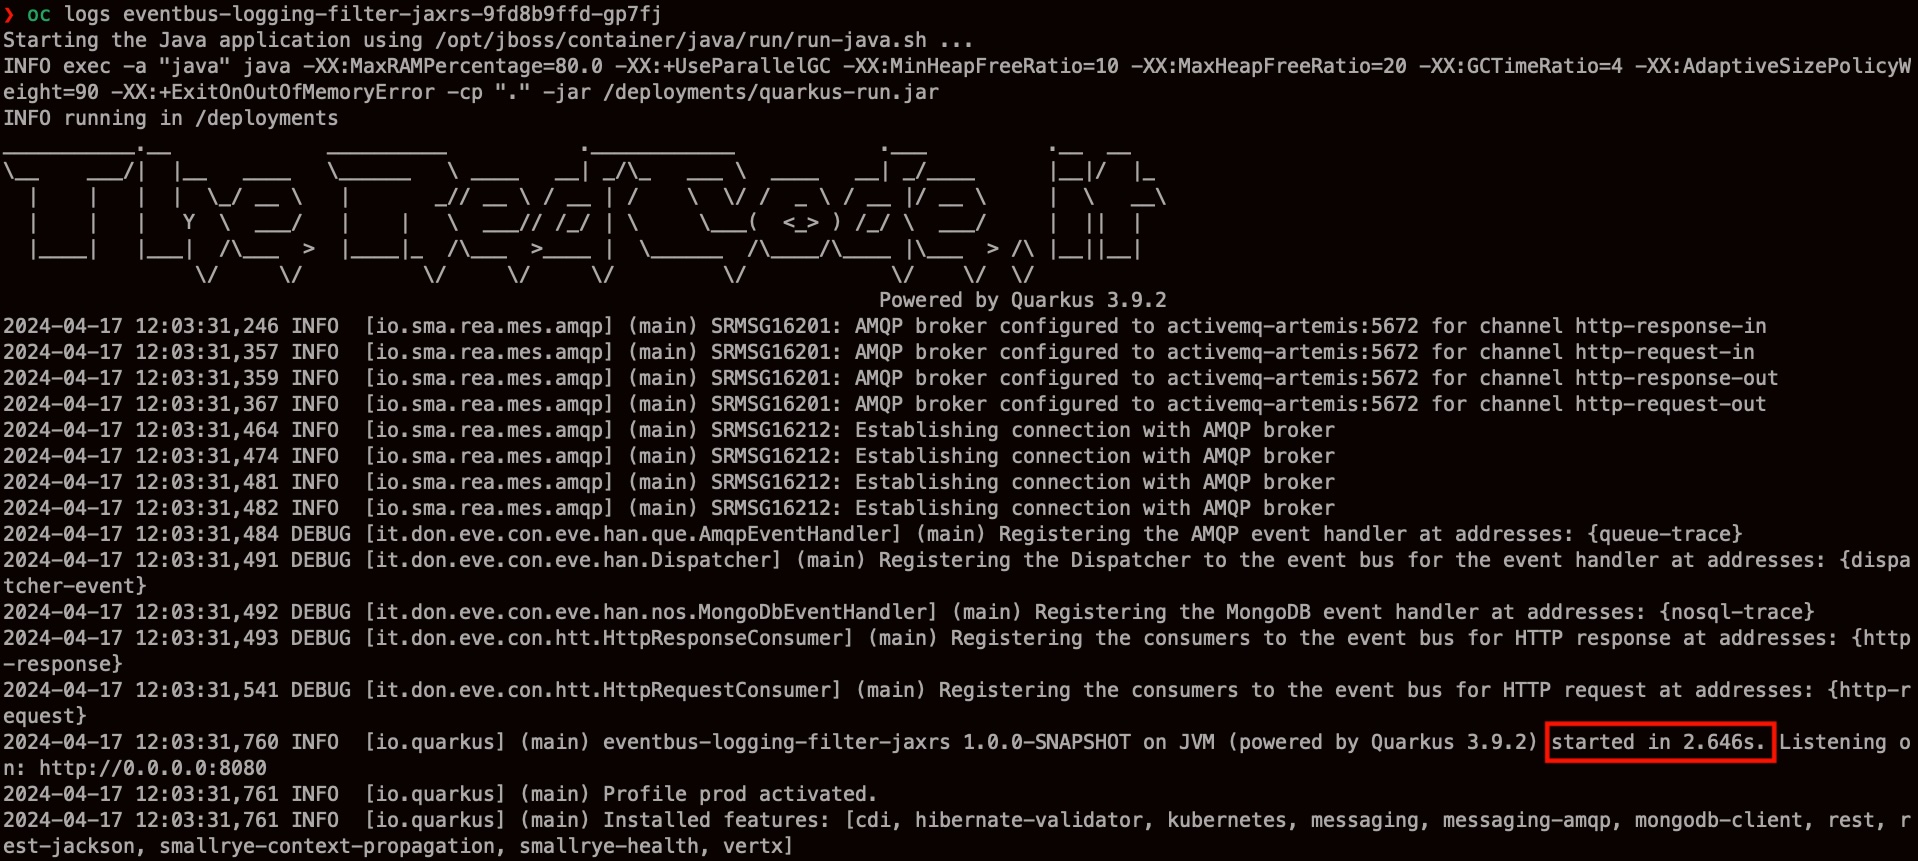 ❯ oc logs eventbus-logging-filter-jaxrs-9fd8b9ffd-gp7fj
Starting the Java application using /opt/jboss/container/java/run/run-java.sh ...
INFO exec -a "java" java -XX:MaxRAMPercentage=80.0 -XX:+UseParallelGC -XX:MinHeapFreeRatio=10 -XX:MaxHeapFreeRatio=20 -XX:GCTimeRatio=4 -XX:AdaptiveSizePolicyW
eight=90 -XX:+ExitOnOutOfMemoryError -cp "." -jar /deployments/quarkus-run.jar
INFO running in /deployments
TheRedCode.it
Powered by Quarkus 3.9.2
2024-04-17 12:03:31,246 INFO  [io.sma.rea.mes.amqp] (main) SRMSG16201: AMQP broker configured to activemq-artemis:5672 for channel http-response-in
2024-04-17 12:03:31,357 INFO  [io.sma.rea.mes.amqp] (main) SRMSG16201: AMQP broker configured to activemq-artemis:5672 for channel http-request-in
2024-04-17 12:03:31,359 INFO  [io.sma.rea.mes.amqp] (main) SRMSG16201: AMQP broker configured to activemq-artemis:5672 for channel http-response-out
2024-04-17 12:03:31,367 INFO  [io.sma.rea.mes.amqp] (main) SRMSG16201: AMQP broker configured to activemq-artemis:5672 for channel http-request-out
2024-04-17 12:03:31,464 INFO  [io.sma.rea.mes.amqp] (main) SRMSG16212: Establishing connection with AMQP broker
2024-04-17 12:03:31,474 INFO  [io.sma.rea.mes.amqp] (main) SRMSG16212: Establishing connection with AMQP broker
2024-04-17 12:03:31,481 INFO  [io.sma.rea.mes.amqp] (main) SRMSG16212: Establishing connection with AMQP broker
2024-04-17 12:03:31,482 INFO  [io.sma.rea.mes.amqp] (main) SRMSG16212: Establishing connection with AMQP broker
2024-04-17 12:03:31,484 DEBUG [it.don.eve.con.eve.han.que.AmqpEventHandler] (main) Registering the AMQP event handler at addresses: {queue-trace}
2024-04-17 12:03:31,491 DEBUG [it.don.eve.con.eve.han.Dispatcher] (main) Registering the Dispatcher to the event bus for the event handler at addresses: {dispa
tcher-event}
2024-04-17 12:03:31,492 DEBUG [it.don.eve.con.eve.han.nos.MongoDbEventHandler] (main) Registering the MongoDB event handler at addresses: {nosql-trace}
2024-04-17 12:03:31,493 DEBUG [it.don.eve.con.htt.HttpResponseConsumer] (main) Registering the consumers to the event bus for HTTP response at addresses: {http
-response}
2024-04-17 12:03:31,541 DEBUG [it.don.eve.con.htt.HttpRequestConsumer] (main) Registering the consumers to the event bus for HTTP request at addresses: {http-r
equest}
2024-04-17 12:03:31,760 INFO  [io.quarkus] (main) eventbus-logging-filter-jaxrs 1.0.0-SNAPSHOT on JVM (powered by Quarkus 3.9.2) started in 2.646s. Listening o
n: http://0.0.0.0:8080
2024-04-17 12:03:31,761 INFO  [io.quarkus] (main) Profile prod activated.
2024-04-17 12:03:31,761 INFO  [io.quarkus] (main) Installed features: [cdi, hibernate-validator, kubernetes, messaging, messaging-amqp, mongodb-client, rest, r
est-jackson, smallrye-context-propagation, smallrye-health, vertx]